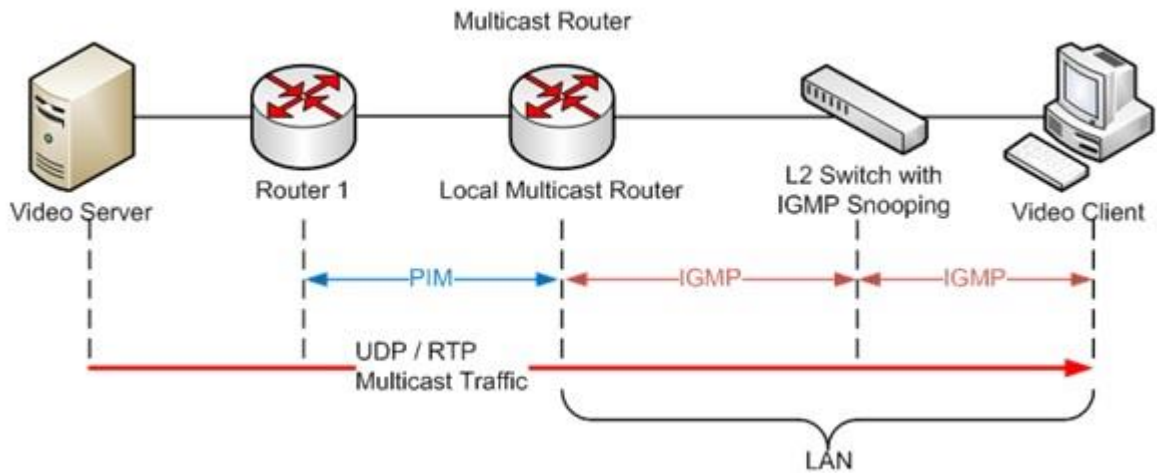 Multicast Router
Video Server
Router 1
Local Multicast Router
L2 Switch with
IGMP Snooping
Video Client
PIM
IGMP
IGMP
UDP / RTP
Multicast Traffic
LAN